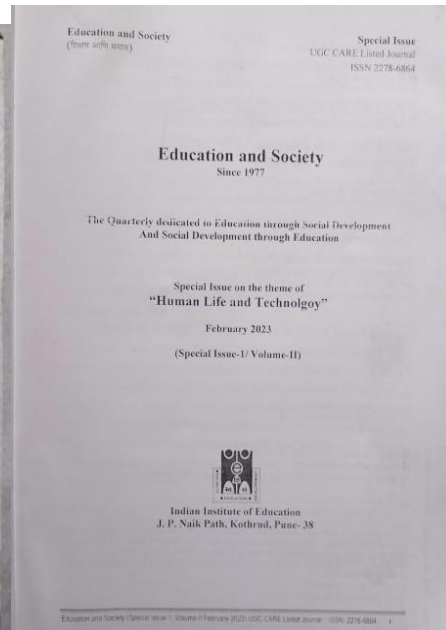 Education and Society
(शिक्षण आणि समाज)
Special Issue
UGC CARE Listed Journal
ISSN 2278-6864
Education and Society
Since 1977
The Quarterly dedicated to Education through Social Development
And Social Development through Education
Special Issue on the theme of
“Human Life and Technolgoy”
February 2023
(Special Issue-1/ Volume-II)
Indian Institute of Education
J. P. Naik Path, Kothrud, Pune- 38
Education and Society (Special Issue-1, Volume-II February 2023) UGC CARE Listed Journal : ISSN: 2278-6864